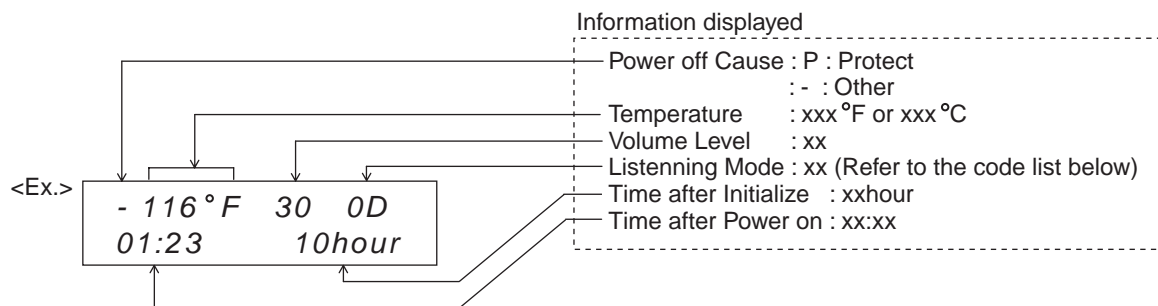 Information displayed
Power off Cause : P : Protect
: - : Other
Temperature : xxx°F or xxx°C
Volume Level : xx
Listenning Mode : xx (Refer to the code list below)
Time after Initialize : xxhour
Time after Power on : xx:xx
<Ex.>
- 116°F 30 0D
01:23 10hour